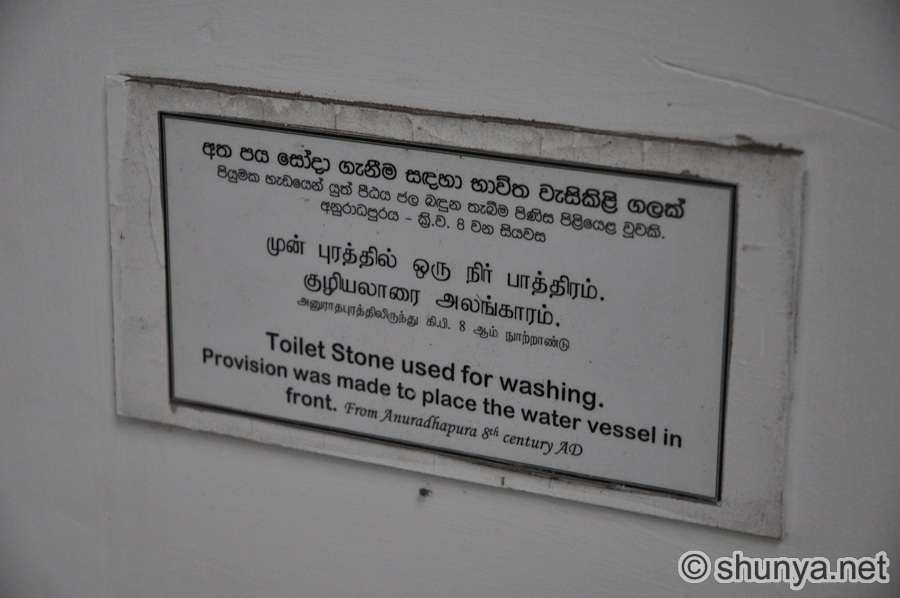 අත පය සෝදා ගැනීම සඳහා භාවිත වැසිකිළි ගලක්
පියුමක හැඩයෙන් යුත් පීඨය ජල බඳුන තැබීම පිණිස පිළියෙළ වූවකි.
අනුරාධපුරය - ක්‍රි.ව. 8 වන සියවස
முன் புரத்தில் ஒரு நிர் பாத்திரம்.
குழியலாரை அலங்காரம்.
அனுராதபுரத்திலிருந்து கி.பி. 8 ஆம் நூற்றாண்டு
Toilet Stone used for washing.
Provision was made to place the water vessel in
front. From Anuradhapura 8th century AD
© shunya.net